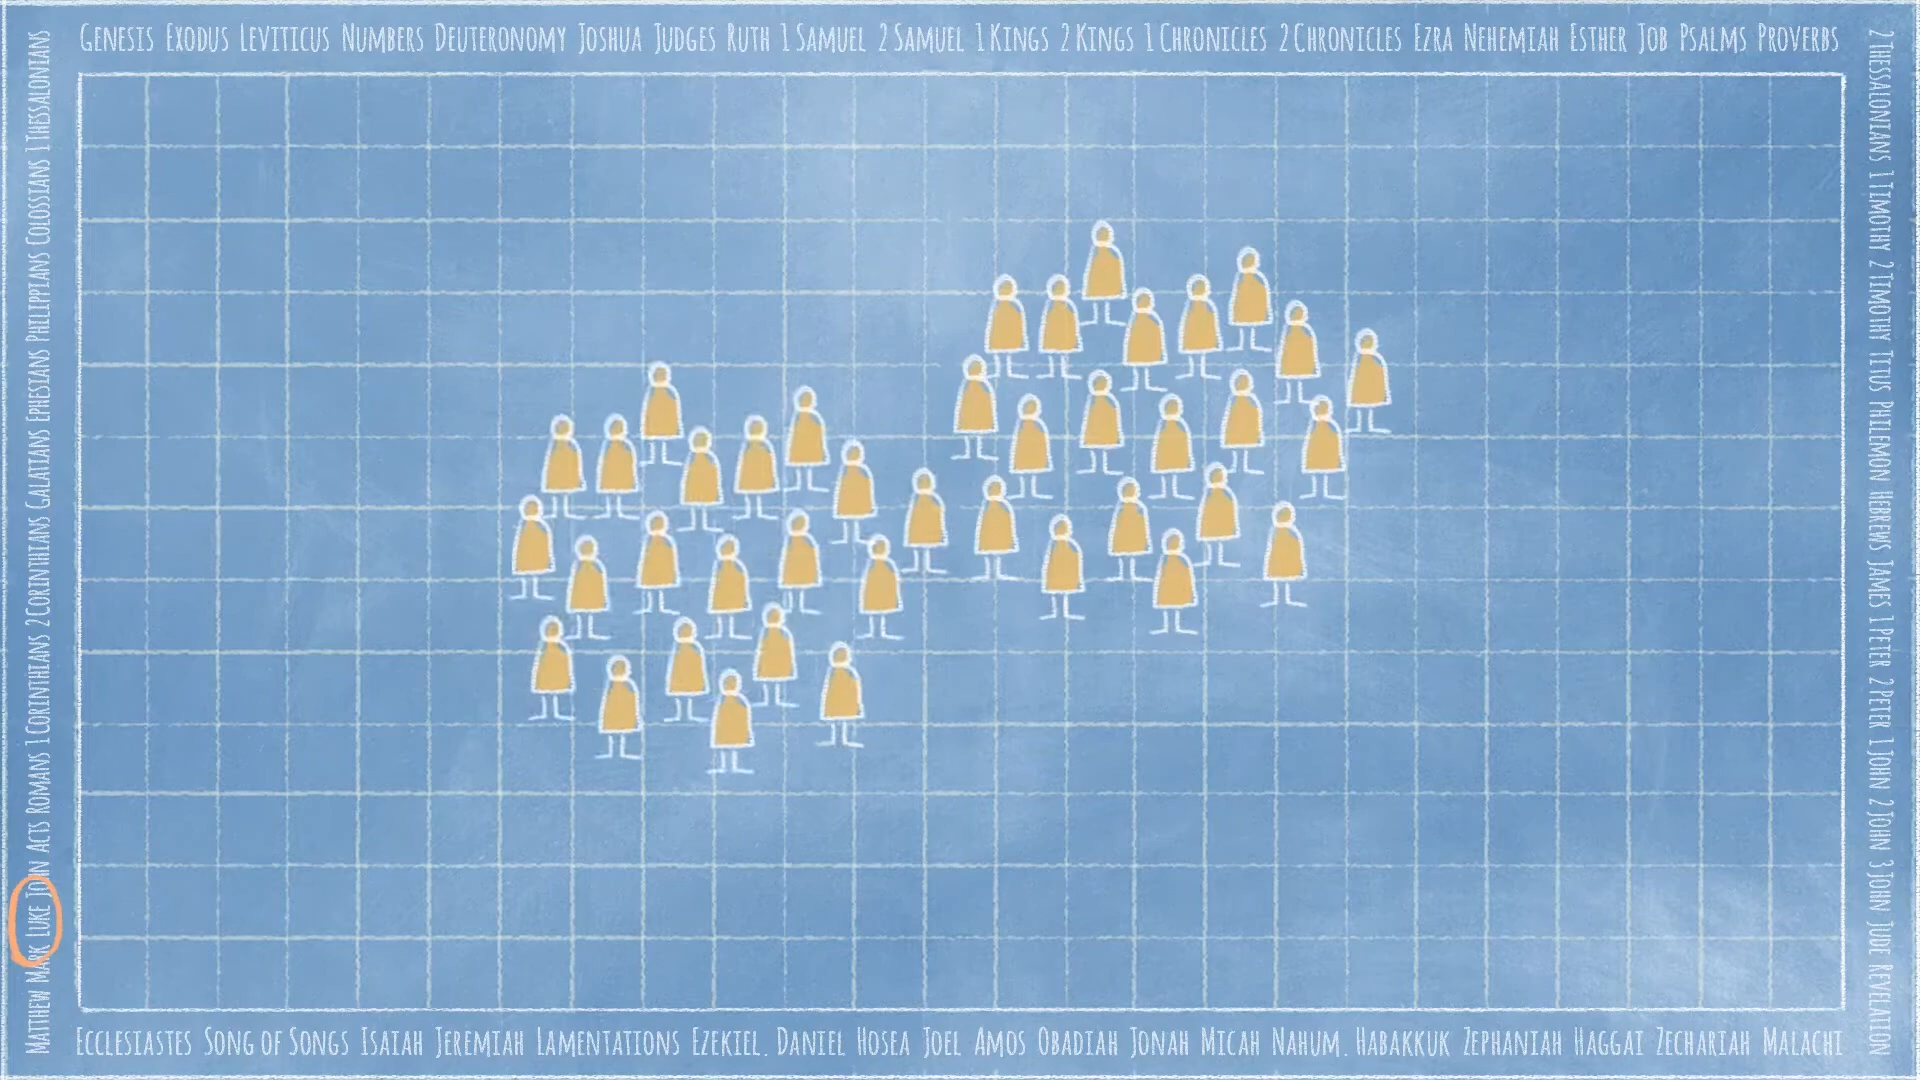 Genesis Exodus Leviticus Numbers Deuteronomy Joshua Judges Ruth 1 Samuel 2 Samuel 1 Kings 2 Kings 1 Chronicles 2 Chronicles Ezra Nehemiah Esther Job Psalms Proverbs
Ecclesiastes Song of Songs Isaiah Jeremiah Lamentations Ezekiel. Daniel Hosea Joel Amos Obadiah Jonah Micah Nahum. Habakkuk Zephaniah Haggai Zechariah Malachi
Matthew Mark Luke John Acts Romans 1 Corinthians 2 Corinthians Galatians Ephesians Philippians Colossians 1 Thessalonians
2 Thessalonians 1 Timothy 2 Timothy Titus Philemon Hebrews James 1 Peter 2 Peter 1 John 2 John 3 John Jude Revelation